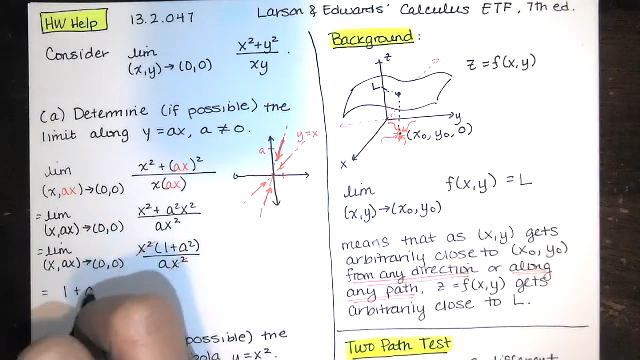 HW Help 13.2.047 Larson & Edwards' Calculus ETF, 7th ed.
Consider lim (x,y)→(0,0) x²+y² / xy.
(a) Determine (if possible) the
limit along y=ax, a≠0.
a y=x
lim (x,ax)→(0,0) x²+(ax)² / x(ax)
= lim (x,ax)→(0,0) x²+a²x² / ax²
= lim (x,ax)→(0,0) x²(1+a²) / ax²
= 1+
possible) the
y=x².
Background:
z z=f(x,y)
L
y
(x₀,y₀,0)
x
lim (x,y)→(x₀,y₀) f(x,y) = L
means that as (x,y) gets
arbitrarily close to (x₀,y₀)
from any direction or along
any path, z=f(x,y) gets
arbitrarily close to L.
Two Path Test